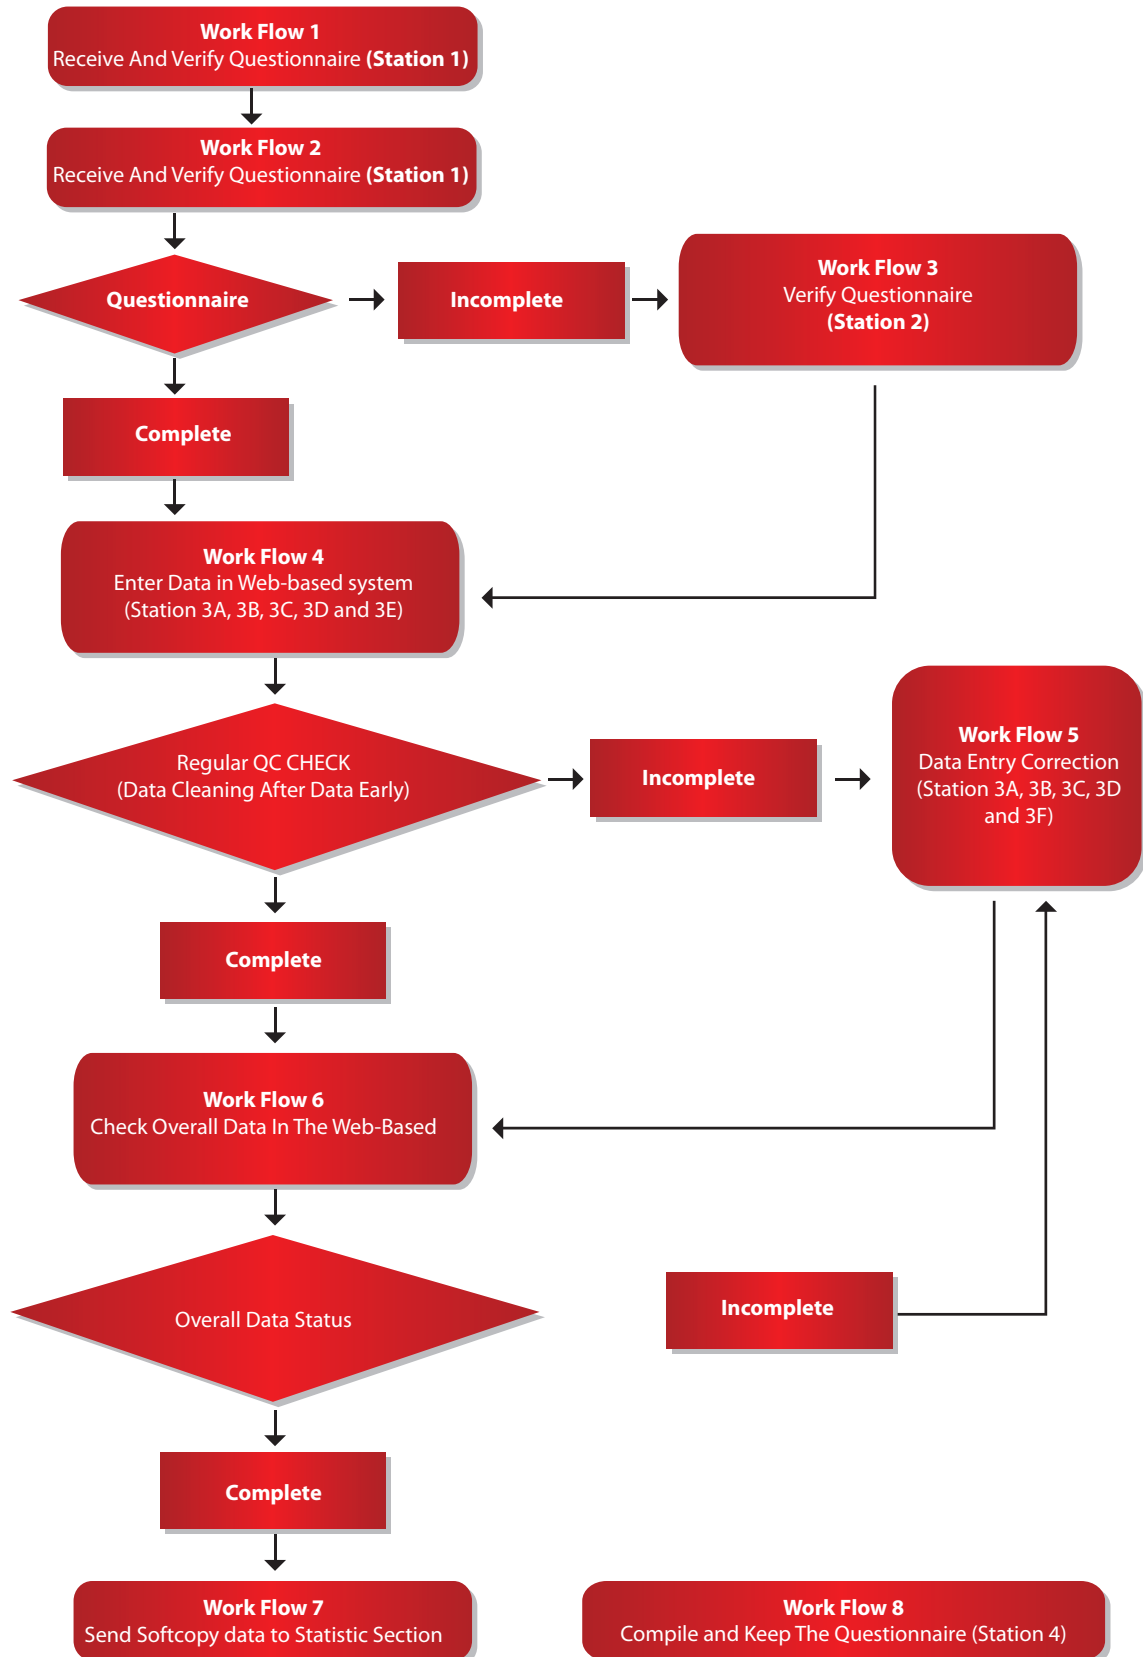 Work Flow 1
Receive And Verify Questionnaire (Station 1)
Work Flow 2
Receive And Verify Questionnaire (Station 1)
Questionnaire
Incomplete
Work Flow 3
Verify Questionnaire
(Station 2)
Complete
Work Flow 4
Enter Data in Web-based system
(Station 3A, 3B, 3C, 3D and 3E)
Regular QC CHECK
(Data Cleaning After Data Early)
Incomplete
Work Flow 5
Data Entry Correction
(Station 3A, 3B, 3C, 3D
and 3F)
Complete
Work Flow 6
Check Overall Data In The Web-Based
Overall Data Status
Incomplete
Complete
Work Flow 7
Send Softcopy data to Statistic Section
Work Flow 8
Compile and Keep The Questionnaire (Station 4)